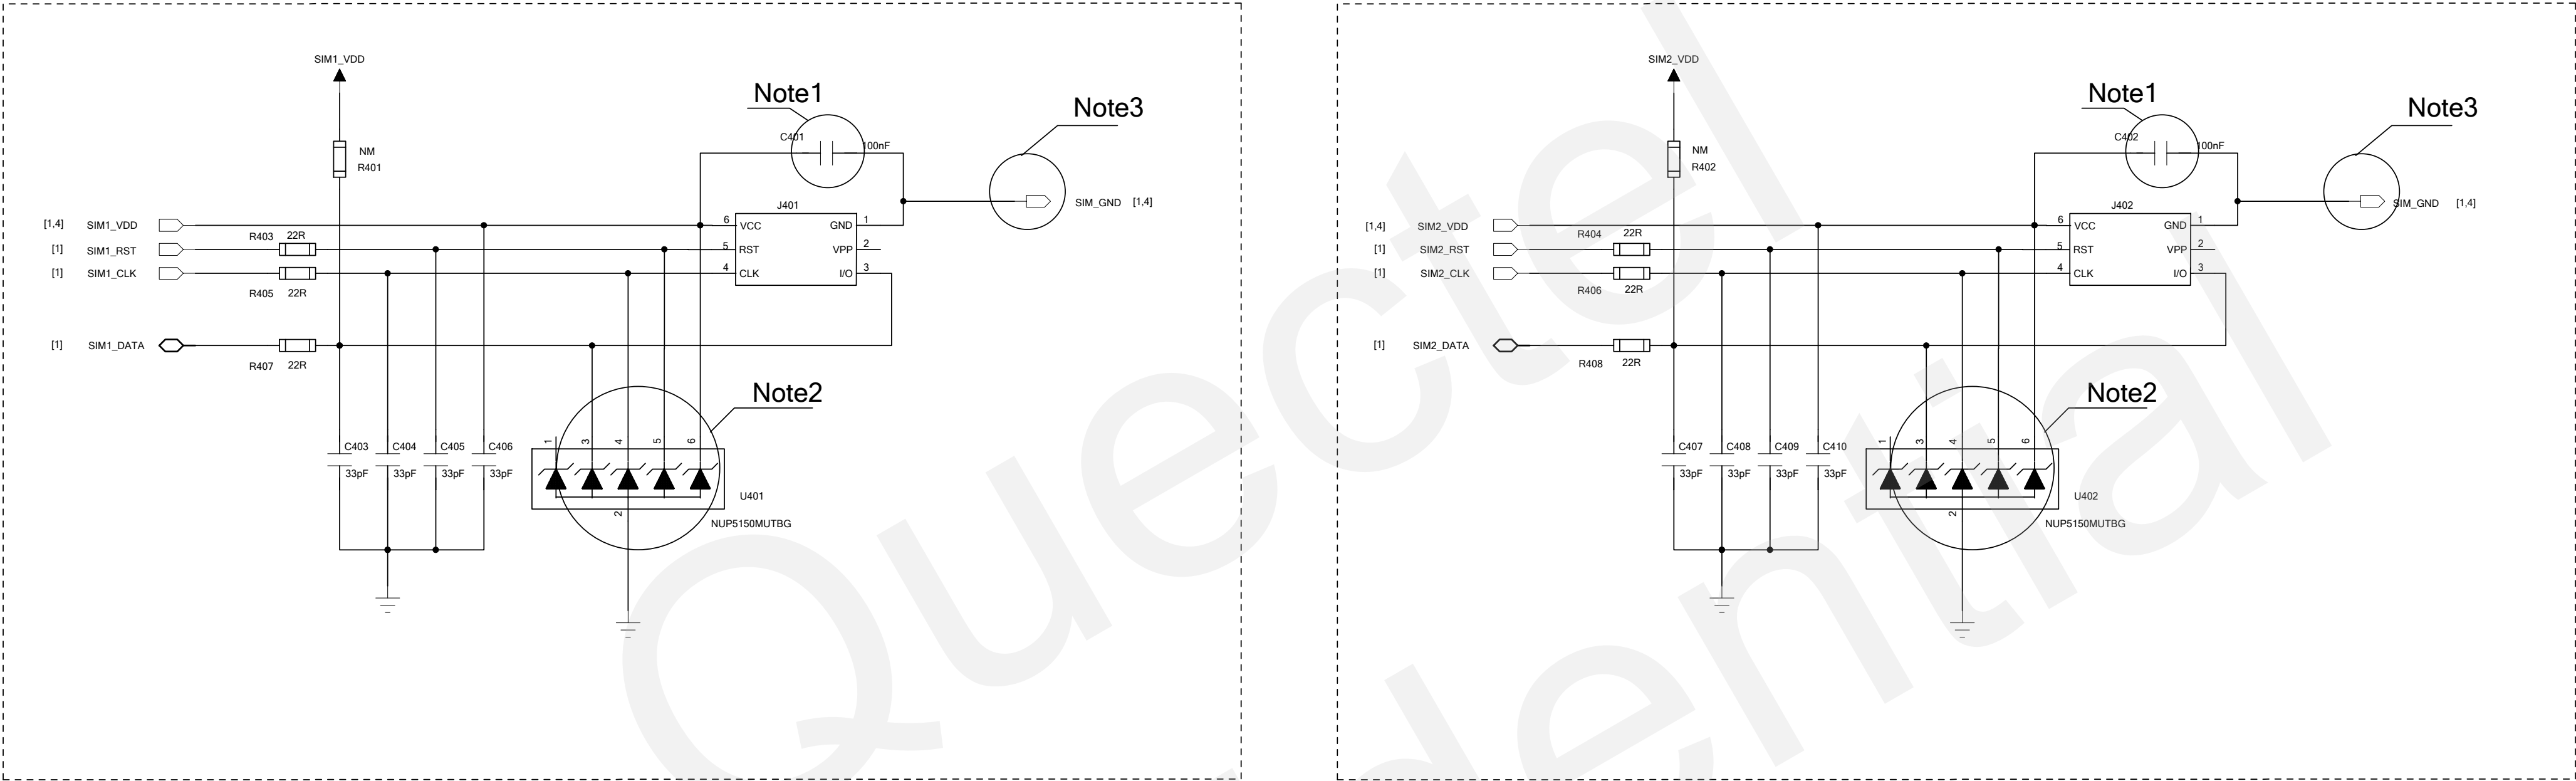 SIM1_VDD
Note1
Note3
C401
100nF
NM
R401
SIM_GND [1,4]
J401
[1,4] SIM1_VDD
6 VCC GND 1
R403 22R
[1] SIM1_RST
5 RST VPP 2
[1] SIM1_CLK
4 CLK I/O 3
R405 22R
[1] SIM1_DATA
R407 22R
Note2
C403 C404 C405 C406
33pF 33pF 33pF 33pF
1 3 4 5 6
2
U401
NUP5150MUTBG
SIM2_VDD
Note1
Note3
C402
100nF
NM
R402
SIM_GND [1,4]
J402
[1,4] SIM2_VDD
6 VCC GND 1
R404 22R
[1] SIM2_RST
5 RST VPP 2
[1] SIM2_CLK
4 CLK I/O 3
R406 22R
[1] SIM2_DATA
R408 22R
Note2
C407 C408 C409 C410
33pF 33pF 33pF 33pF
1 3 4 5 6
2
U402
NUP5150MUTBG
Quectel